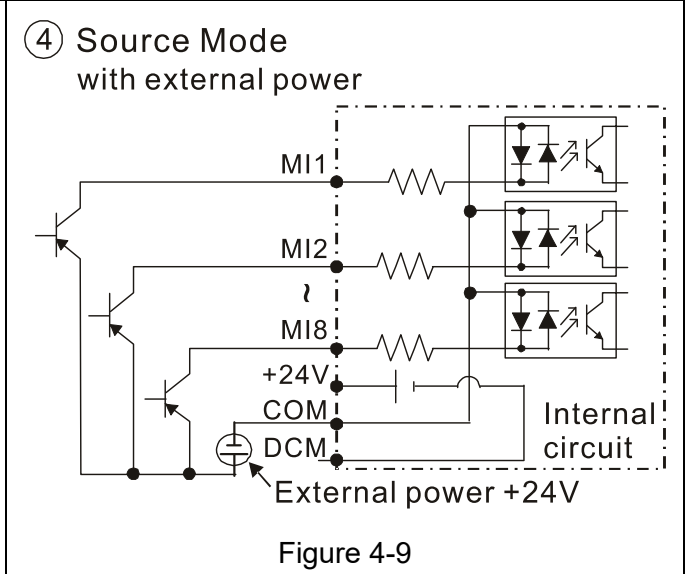 ④ Source Mode
with external power
MI1
MI2
~
MI8
+24V
COM
DCM
Internal
circuit
External power +24V
Figure 4-9